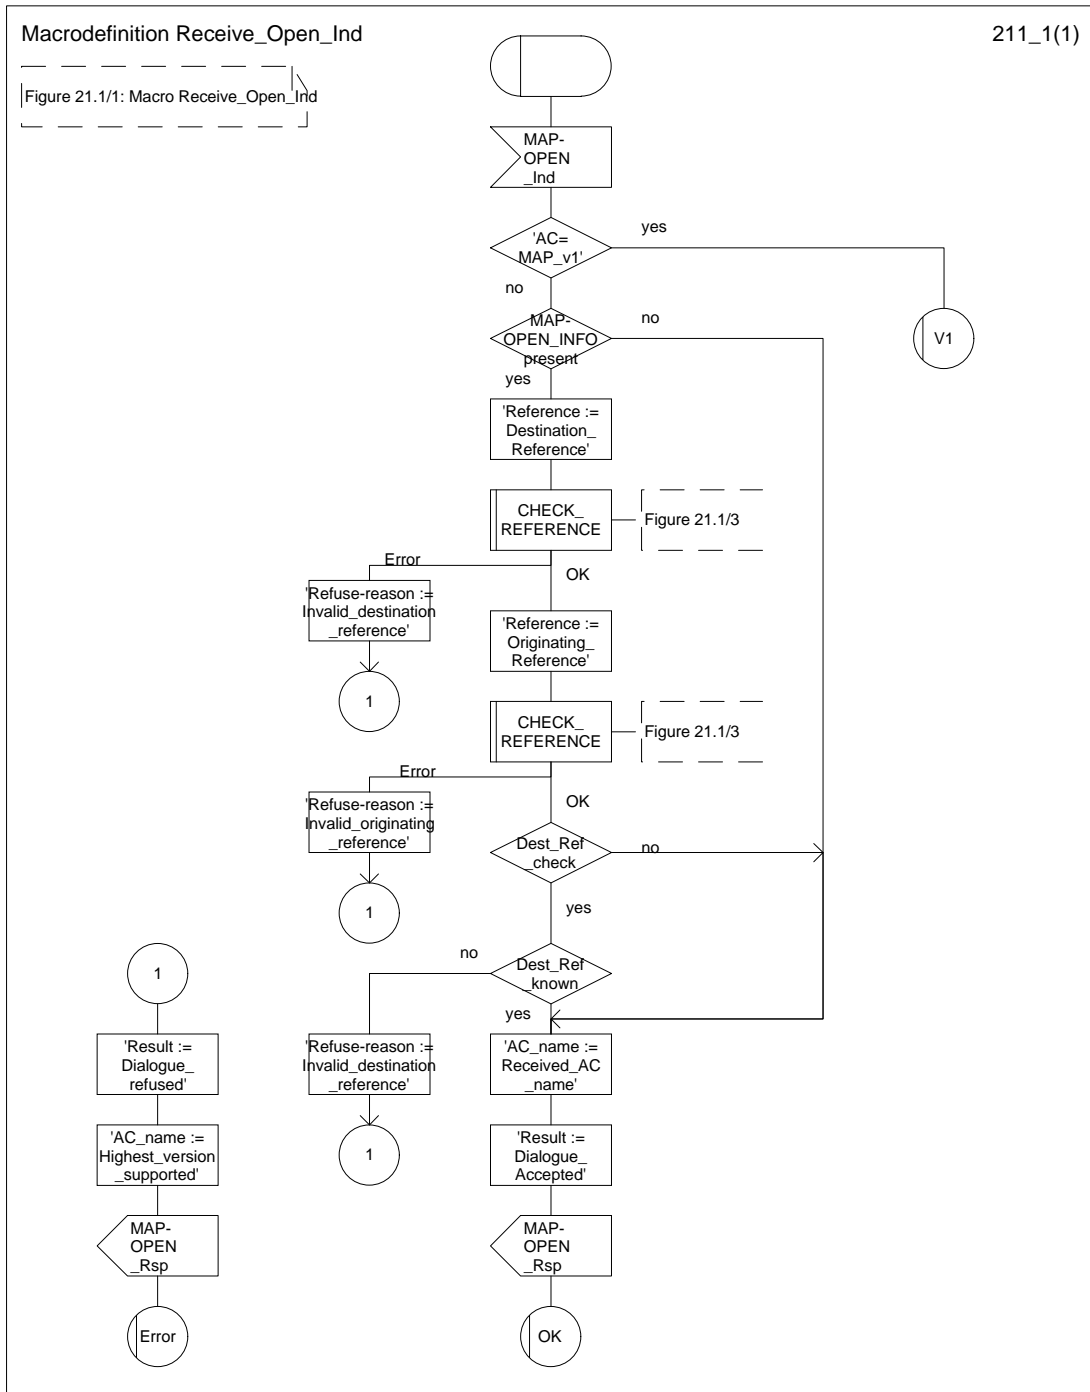 Macrodefinition Receive_Open_Ind
211_1(1)
Figure 21.1/1: Macro Receive_Open_Ind
MAP-
OPEN
_Ind
'AC=
MAP_v1'
yes
no
V1
MAP-
OPEN_INFO
present
no
yes
'Reference :=
Destination_
Reference'
CHECK_
REFERENCE
Figure 21.1/3
Error
OK
'Refuse-reason :=
Invalid_destination
_reference'
'Reference :=
Originating_
Reference'
1
CHECK_
REFERENCE
Figure 21.1/3
Error
OK
'Refuse-reason :=
Invalid_originating
_reference'
Dest_Ref
_check
no
1
yes
1
no
Dest_Ref
_known
yes
'Result :=
Dialogue_
refused'
'Refuse-reason :=
Invalid_destination
_reference'
'AC_name :=
Received_AC
_name'
'AC_name :=
Highest_version
_supported'
1
'Result :=
Dialogue_
Accepted'
MAP-
OPEN
_Rsp
MAP-
OPEN
_Rsp
Error
OK